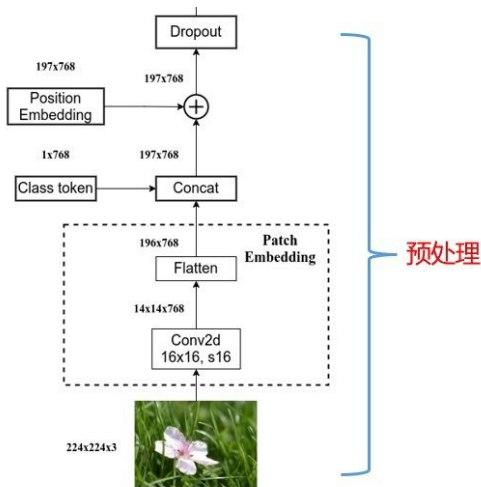 Dropout
197x768
197x768
Position
Embedding
1x768
197x768
Class token
Concat
196x768
Patch
Embedding
Flatten
预处理
14x14x768
Conv2d
16x16, s16
224x224x3